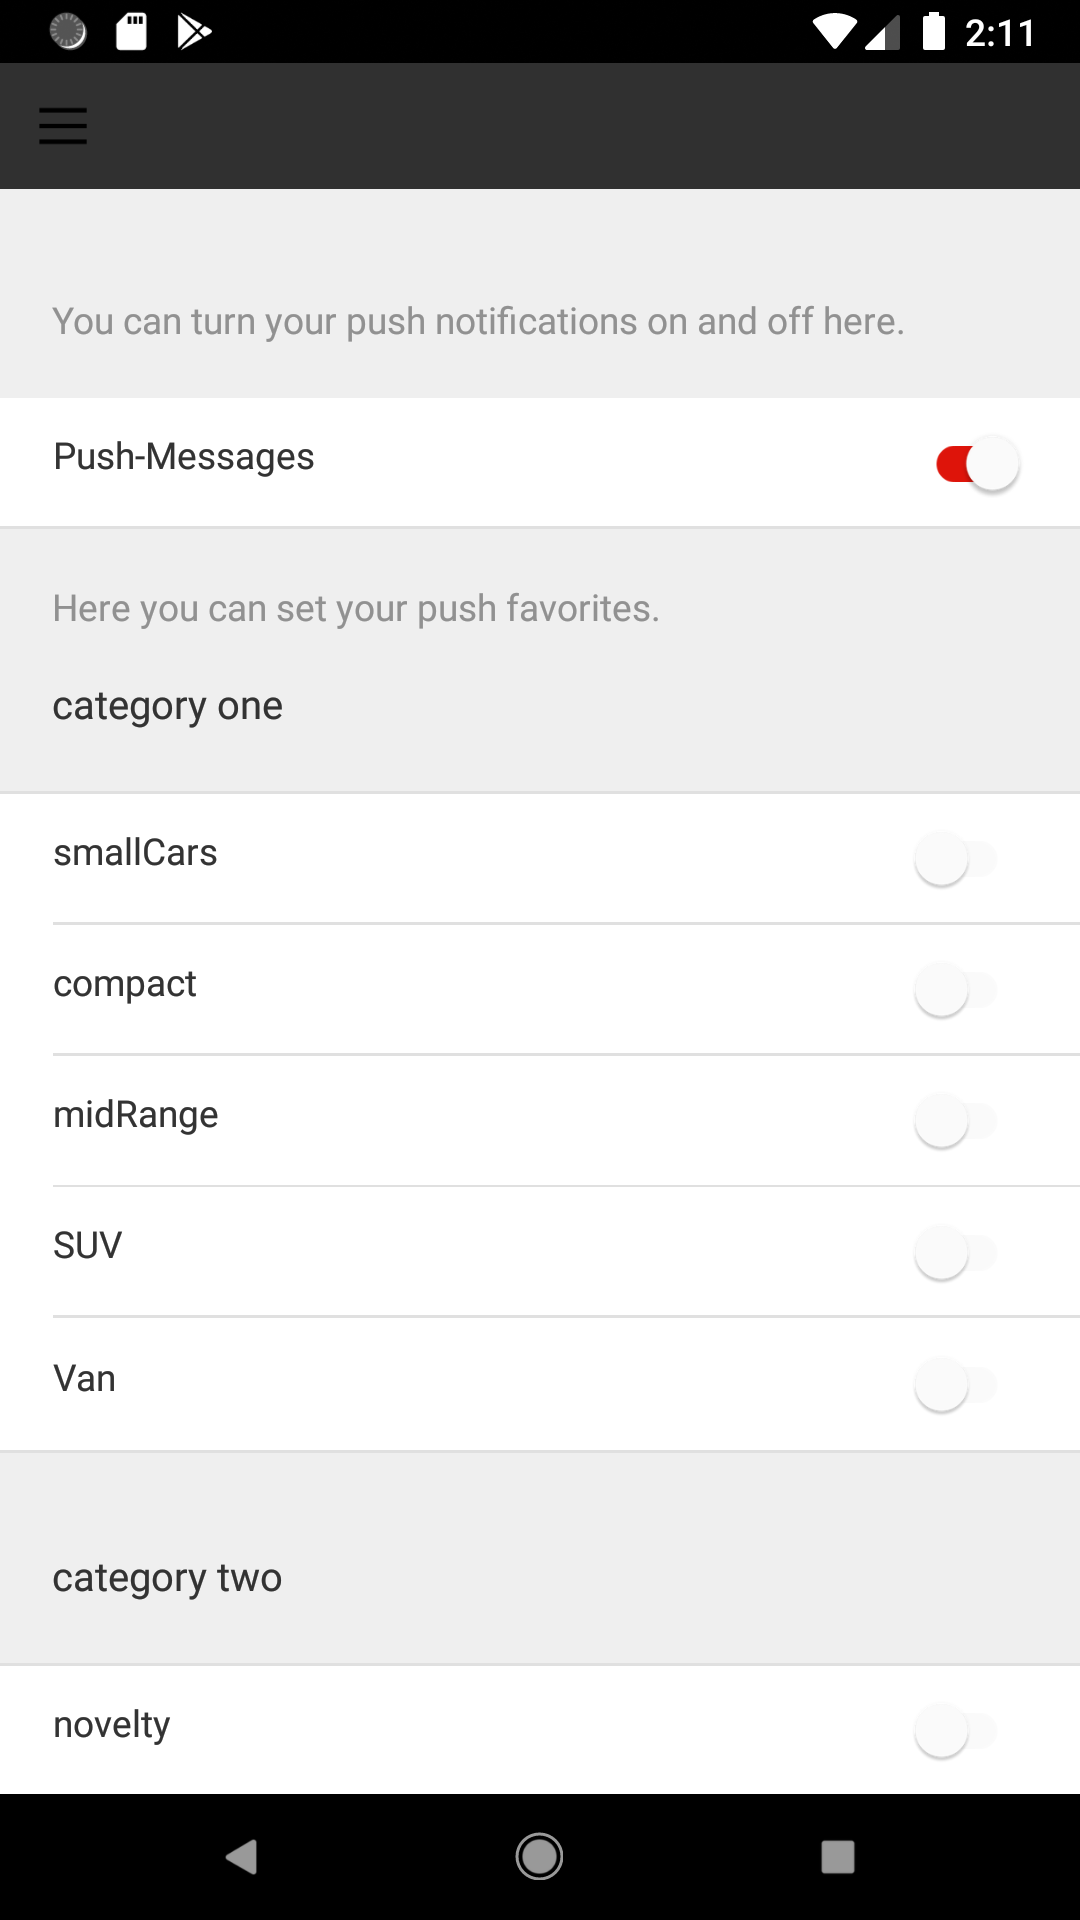 2:11
You can turn your push notifications on and off here.
Push-Messages
Here you can set your push favorites.
category one
smallCars
compact
midRange
SUV
Van
category two
novelty